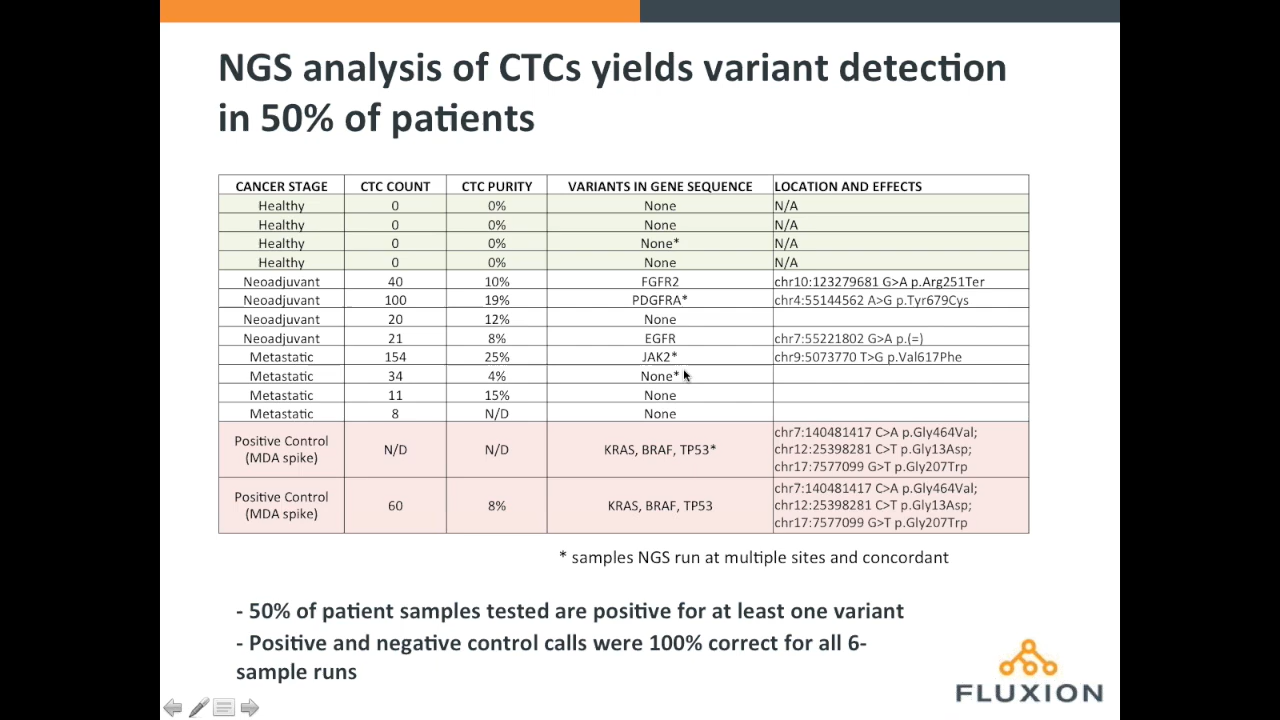 NGS analysis of CTCs yields variant detection
in 50% of patients
CANCER STAGE CTC COUNT CTC PURITY VARIANTS IN GENE SEQUENCE LOCATION AND EFFECTS
Healthy 0 0% None N/A
Healthy 0 0% None N/A
Healthy 0 0% None* N/A
Healthy 0 0% None N/A
Neoadjuvant 40 10% FGFR2 chr10:123279681 G>A p.Arg251Ter
Neoadjuvant 100 19% PDGFRA* chr4:55144562 A>G p.Tyr679Cys
Neoadjuvant 20 12% None
Neoadjuvant 21 8% EGFR chr7:55221802 G>A p.(=)
Metastatic 154 25% JAK2* chr9:5073770 T>G p.Val617Phe
Metastatic 34 4% None*
Metastatic 11 15% None
Metastatic 8 N/D None
Positive Control
(MDA spike)
N/D N/D KRAS, BRAF, TP53*
chr7:140481417 C>A p.Gly464Val;
chr12:25398281 C>T p.Gly13Asp;
chr17:7577099 G>T p.Gly207Trp
Positive Control
(MDA spike)
60 8% KRAS, BRAF, TP53
chr7:140481417 C>A p.Gly464Val;
chr12:25398281 C>T p.Gly13Asp;
chr17:7577099 G>T p.Gly207Trp
* samples NGS run at multiple sites and concordant
- 50% of patient samples tested are positive for at least one variant
- Positive and negative control calls were 100% correct for all 6-
sample runs
FLUXION